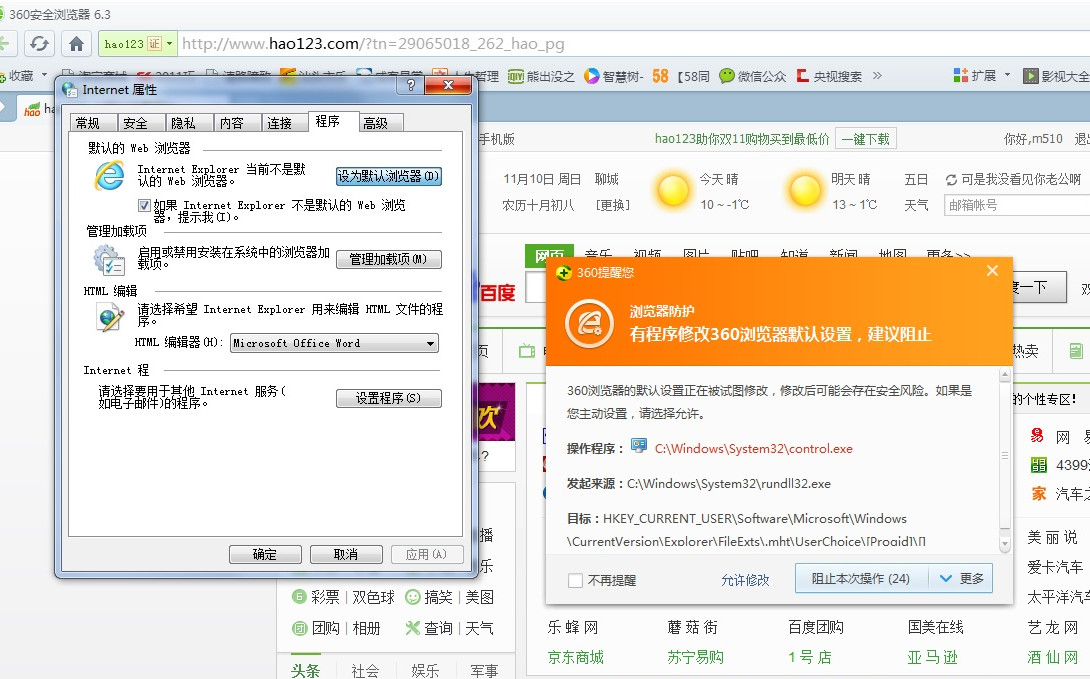 360安全浏览器 6.3
hao123 证 http://www.hao123.com/?tn=29065018_262_hao_pg
收藏 能出没之 智慧树- 58 【58同 微信公众 央视搜索 » 扩展 影视大全
Internet 属性
常规 安全 隐私 内容 连接 程序 高级
默认的 Web 浏览器
Internet Explorer 当前不是默
认的 Web 浏览器。
设为默认浏览器(D)
如果 Internet Explorer 不是默认的 Web 浏览
器，提示我(I)。
管理加载项
启用或禁用安装在系统中的浏览器加
载项。
管理加载项(M)
HTML 编辑
请选择希望 Internet Explorer 用来编辑 HTML 文件的程
序。
HTML 编辑器(H): Microsoft Office Word
Internet 程
请选择要用于其他 Internet 服务(
如电子邮件)的程序。
设置程序(S)
确定 取消 应用(A)
手机版 hao123助你双11购物买到最低价 一键下载 你好,m510 退出
11月10日 周日 聊城 今天 晴 明天 晴 五日 可是我没看见你老公啊
农历十月初八 [更换] 10 ~ -1℃ 13 ~ 1℃ 天气 邮箱帐号
网页 音乐 视频 图片 贴吧 知道 新闻 地图 更多>>
百度 度一下
360提醒您
浏览器防护
有程序修改360浏览器默认设置，建议阻止
360浏览器的默认设置正在被试图修改，修改后可能会存在安全风险。如果是
您主动设置，请选择允许。
操作程序： C:\Windows\System32\control.exe
发起来源：C:\Windows\System32\rundll32.exe
目标：HKEY_CURRENT_USER\Software\Microsoft\Windows
\CurrentVersion\Explorer\FileExts\.mht\UserChoice\[Progid]\[]
不再提醒 允许修改 阻止本次操作 (24) 更多
页 热卖
的个性专区!
网 易
4399
家 汽车之
美 丽 说
爱卡汽车
太平洋汽车
播
乐
彩票 | 双色球 搞笑 | 美图
团购 | 相册 查询 | 天气
头条 社会 娱乐 军事
乐 蜂 网 蘑 菇 街 百度团购 国美在线 艺 龙 网
京东商城 苏宁易购 1 号 店 亚 马 逊 酒 仙 网